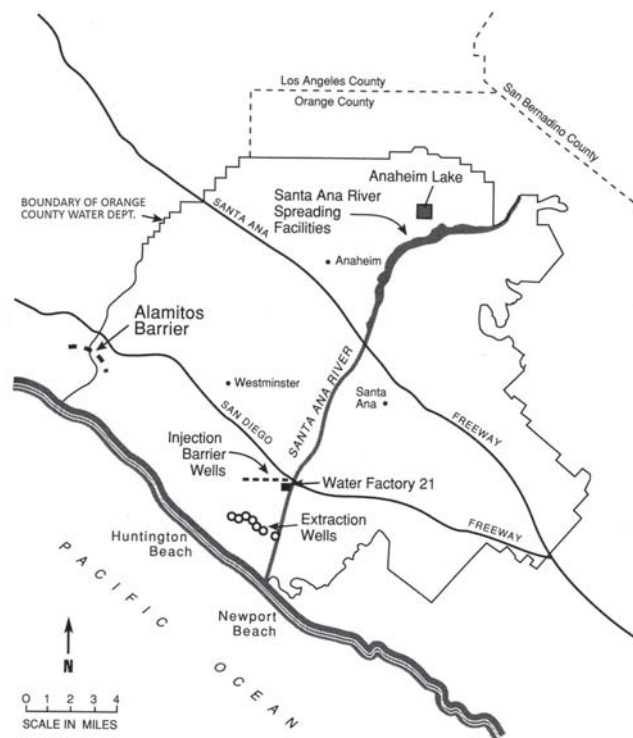 Los Angeles County
Orange County
San Bernadino County
Anaheim Lake
BOUNDARY OF ORANGE
COUNTY WATER DEPT.
SANTA ANA
Santa Ana River
Spreading
Facilities
Anaheim
Alamitos
Barrier
Westminster
SANTA ANA RIVER
Santa
Ana
SAN DIEGO
FREEWAY
Injection
Barrier
Wells
Water Factory 21
Extraction
Wells
FREEWAY
Huntington
Beach
Newport
Beach
PACIFIC OCEAN
N
0 1 2 3 4
SCALE IN MILES